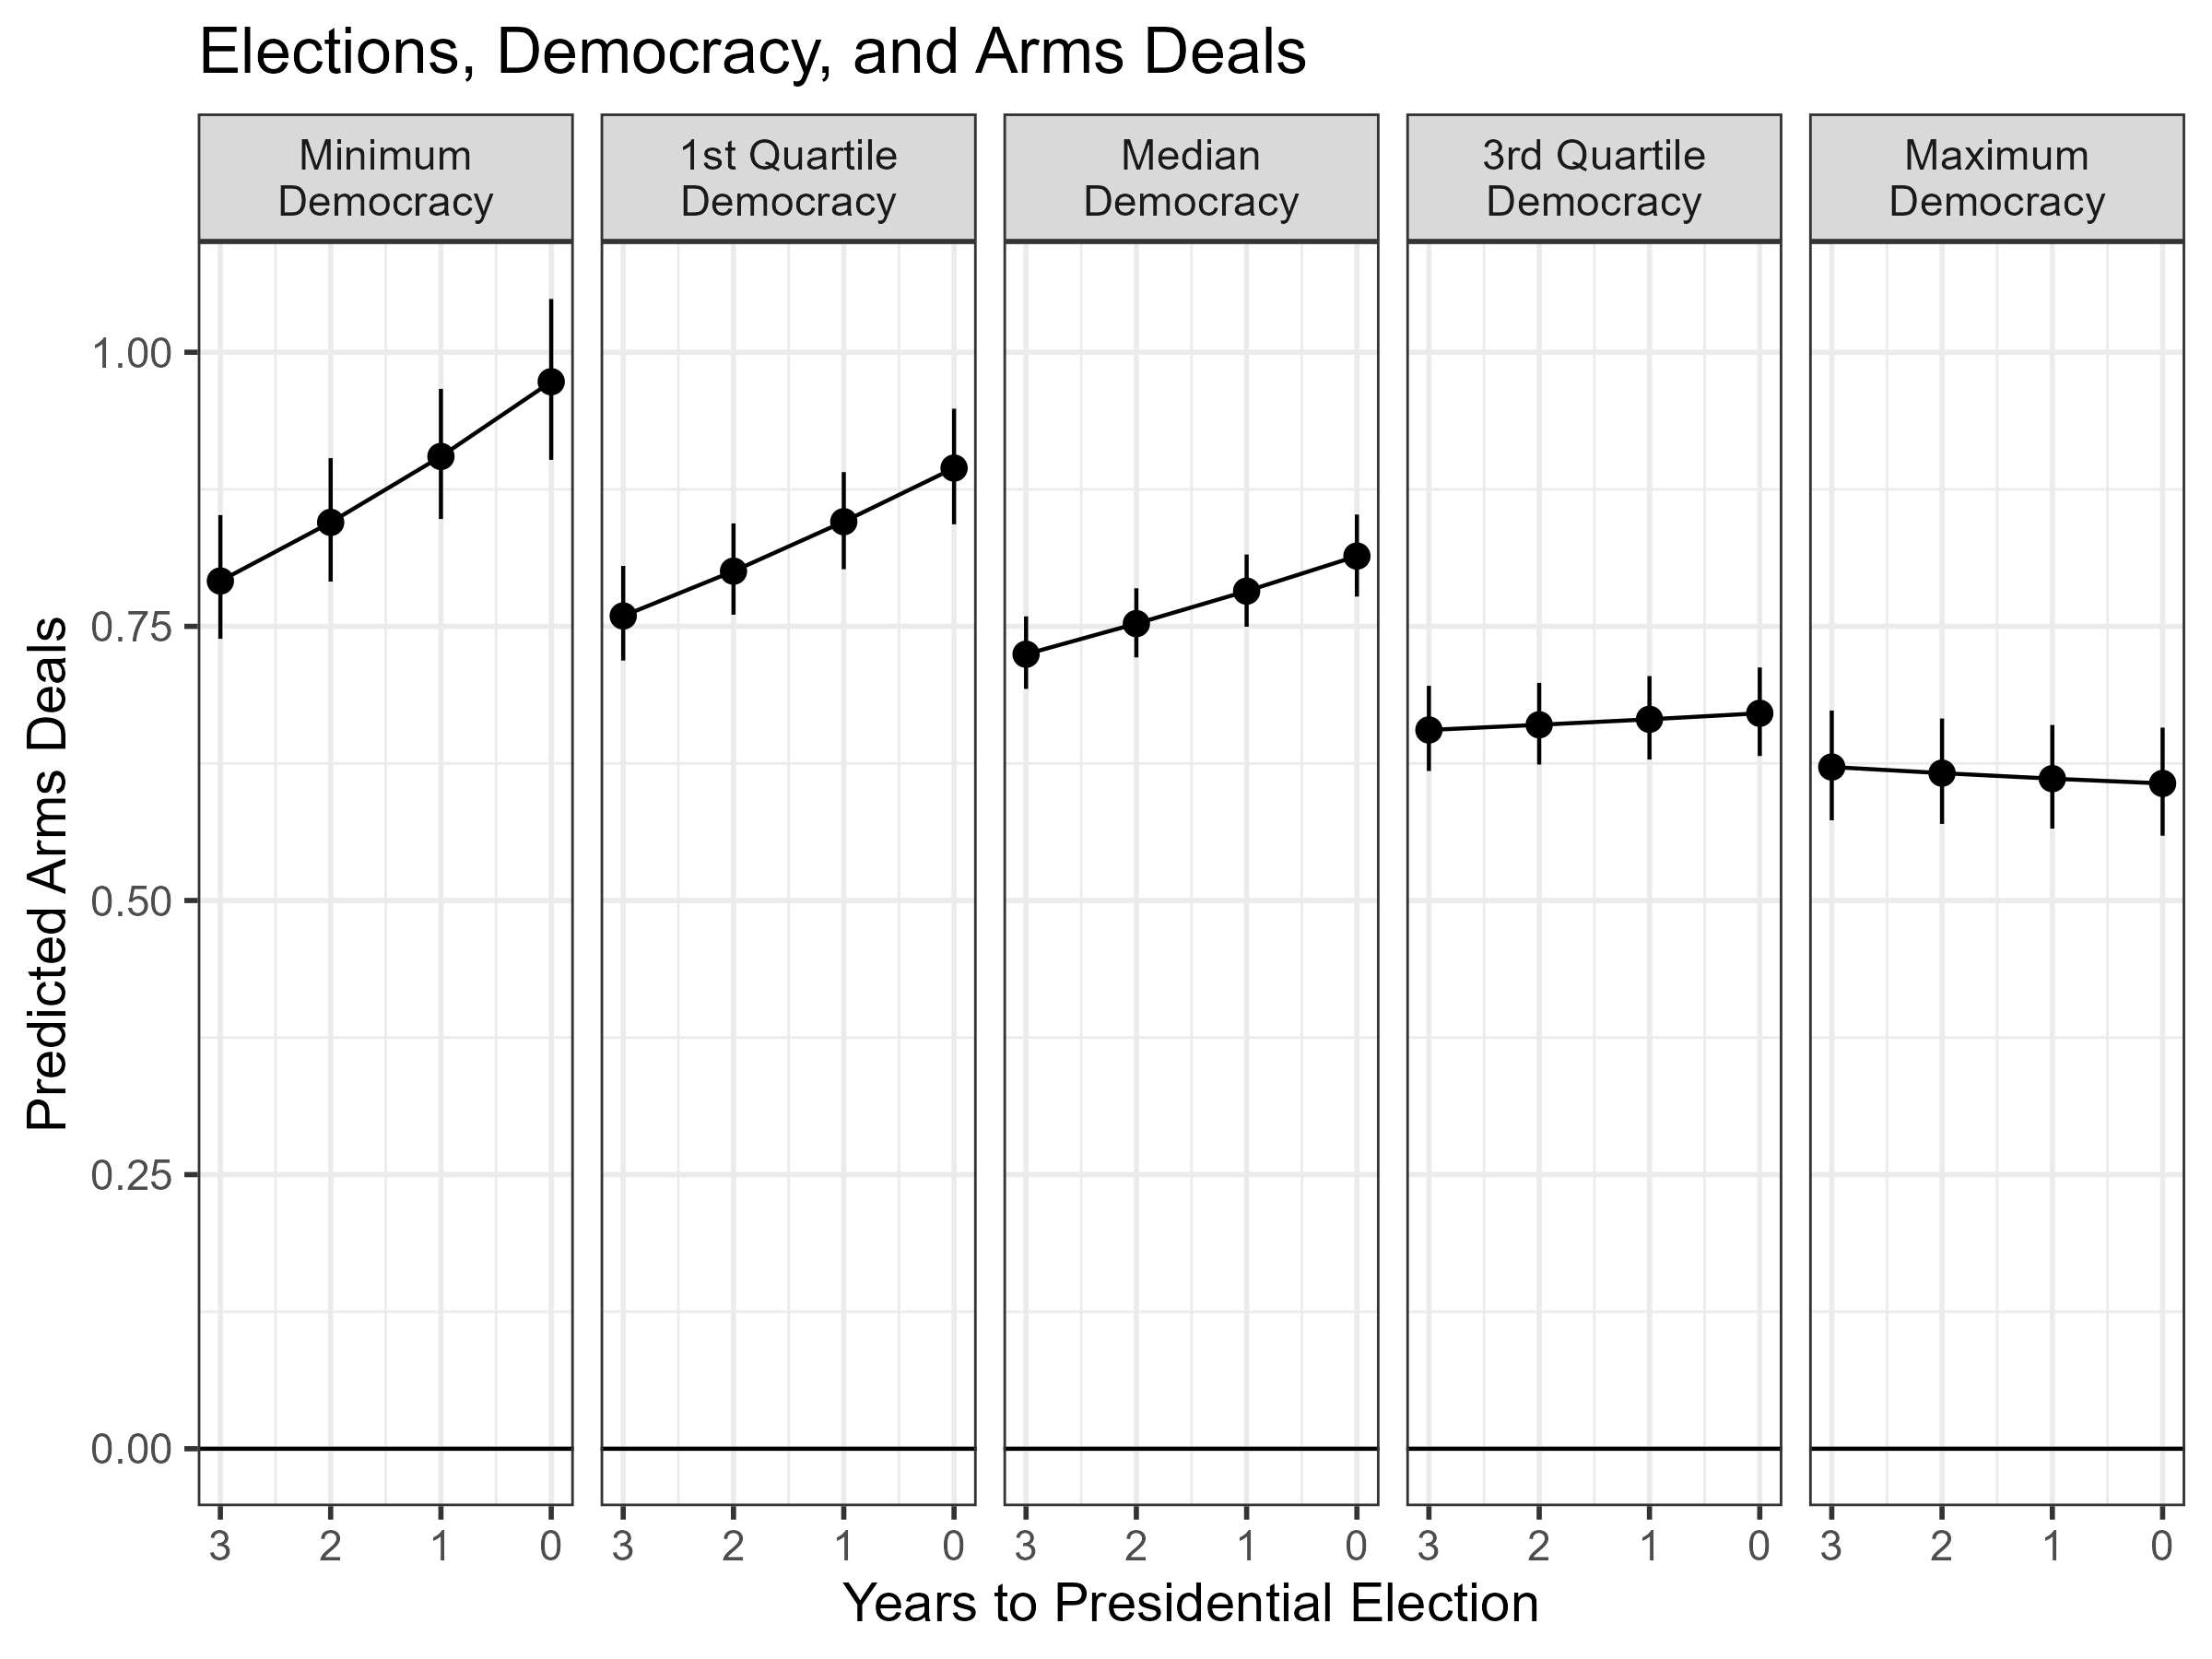 Elections, Democracy, and Arms Deals
Minimum
Democracy
1st Quartile
Democracy
Median
Democracy
3rd Quartile
Democracy
Maximum
Democracy
Predicted Arms Deals
1.00
0.75
0.50
0.25
0.00
3 2 1 0 3 2 1 0 3 2 1 0 3 2 1 0 3 2 1 0
Years to Presidential Election